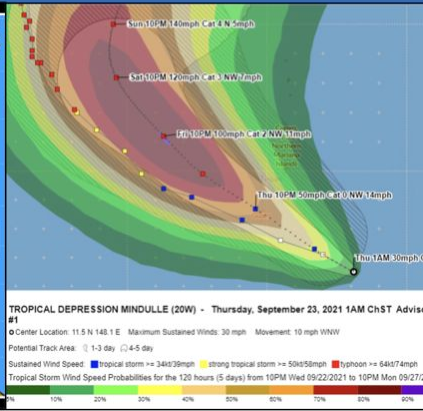 Sun 10PM 140mph Cat 4 N 5mph
Sat 10PM 120mph Cat 3 NW 7mph
Fri 10PM 100mph Cat 2 NW 11mph
Northern
Mariana
Islands
Thu 10PM 50mph Cat 0 NW 14mph
Thu 1AM 30mph C
TROPICAL DEPRESSION MINDULLE (20W) - Thursday, September 23, 2021 1AM ChST Adviso
#1
Center Location: 11.5 N 148.1 E Maximum Sustained Winds: 30 mph Movement: 10 mph WNW
Potential Track Area: 1-3 day 4-5 day
Sustained Wind Speed: tropical storm >= 34kt/39mph strong tropical storm >= 50kt/58mph typhoon >= 64kt/74mph
Tropical Storm Wind Speed Probabilities for the 120 hours (5 days) from 10PM Wed 09/22/2021 to 10PM Mon 09/27/2
5% 10% 20% 30% 40% 50% 60% 70% 80% 90%